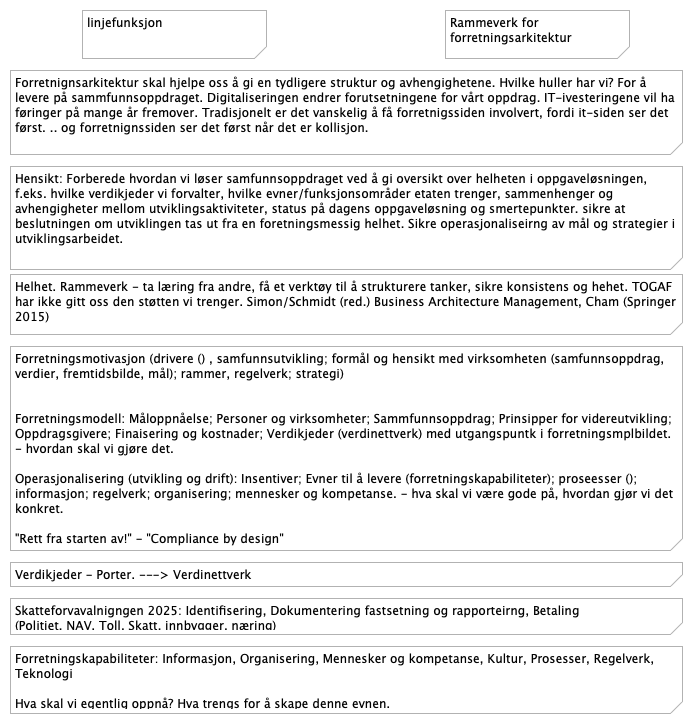 linjefunksjon
Rammeverk for
forretningsarkitektur
Forretnignsarkitektur skal hjelpe oss å gi en tydligere struktur og avhengighetene. Hvilke huller har vi? For å
levere på sammfunnsoppdraget. Digitaliseringen endrer forutsetningene for vårt oppdrag. IT-ivesteringene vil ha
føringer på mange år fremover. Tradisjonelt er det vanskelig å få forretnigssiden involvert, fordi it-siden ser det
først. .. og forretnignssiden ser det først når det er kollisjon.
Hensikt: Forberede hvordan vi løser samfunsoppdraget ved å gi oversikt over helheten i oppgaveløsningen,
f.eks. hvilke verdikjeder vi forvalter, hvilke evner/funksjonsområder etaten trenger, sammenhenger og
avhengigheter mellom utviklingsaktiviteter, status på dagens oppgaveløsning og smertepunkter. sikre at
beslutningen om utviklingen tas ut fra en foretningsmessig helhet. Sikre operasjonaliseirng av mål og strategier i
utviklingsarbeidet.
Helhet. Rammeverk - ta læring fra andre, få et verktøy til å strukturere tanker, sikre konsistens og hehet. TOGAF
har ikke gitt oss den støtten vi trenger. Simon/Schmidt (red.) Business Architecture Management, Cham (Springer
2015)
Forretningsmotivasjon (drivere () , samfunnsutvikling; formål og hensikt med virksomheten (samfunsoppdrag,
verdier, fremtidsbilde, mål); rammer, regelverk; strategi)
Forretningsmodell: Måloppnåelse; Personer og virksomheter; Sammfunnsoppdrag; Prinsipper for videreutvikling;
Oppdragsgivere; Finaisering og kostnader; Verdikjeder (verdinettverk) med utgangspuntk i forretningsmplbildet.
- hvordan skal vi gjøre det.
Operasjonalisering (utvikling og drift): Insentiver; Evner til å levere (forretningskapabiliteter); proseesser ();
informasjon; regelverk; organisering; mennesker og kompetanse. - hva skal vi være gode på, hvordan gjør vi det
konkret.
"Rett fra starten av!" - "Compliance by design"
Verdikjeder - Porter. ---> Verdinettverk
Skatteforvavalnigngen 2025: Identifisering, Dokumentering fastsetning og rapporteirng, Betaling
(Politiet. NAV. Toll. Skatt. innbygger. næring)
Forretningskapabiliteter: Informasjon, Organisering, Mennesker og kompetanse, Kultur, Prosesser, Regelverk,
Teknologi
Hva skal vi egentlig oppnå? Hva trengs for å skape denne evnen.